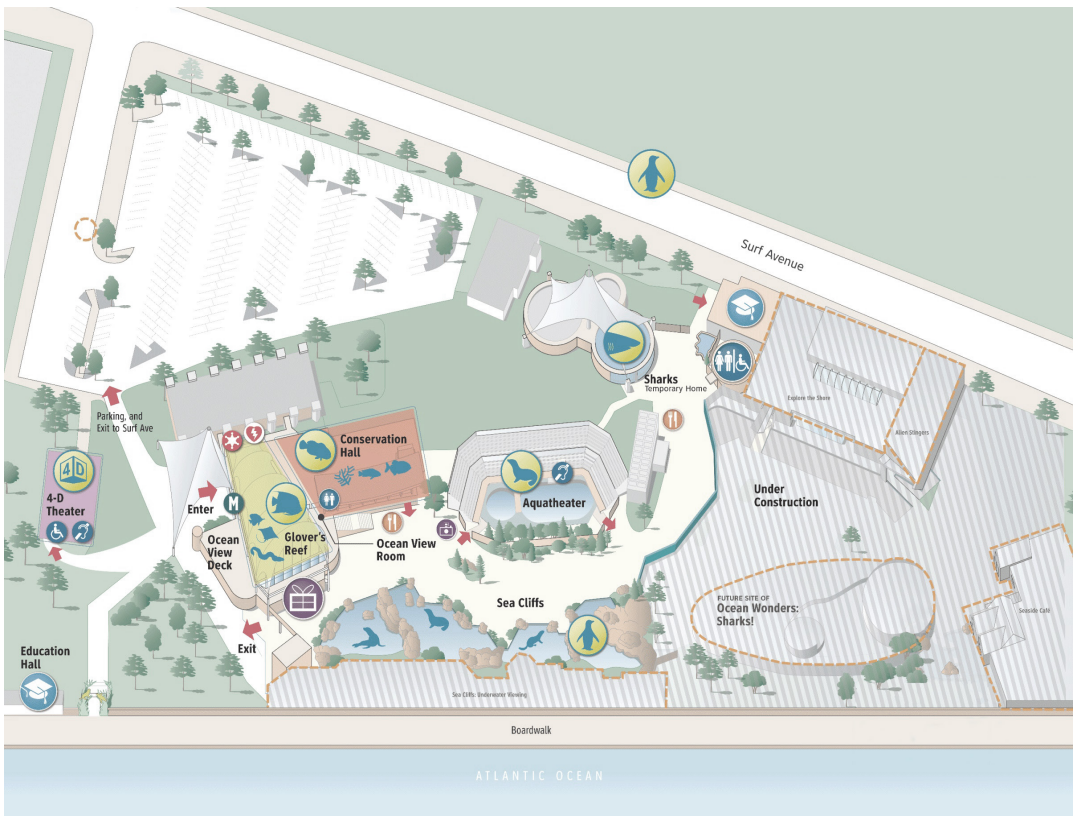 Surf Avenue
Sharks
Temporary Home
Explore the Shore
Alien Stingers
Parking, and
Exit to Surf Ave
Conservation
Hall
4D
4-D
Theater
Enter
M
Aquatheater
Under
Construction
Ocean
View
Deck
Glover's
Reef
Ocean View
Room
Sea Cliffs
FUTURE SITE OF
Ocean Wonders:
Sharks!
Seaside Café
Exit
Education
Hall
Sea Cliffs: Underwater Viewing
Boardwalk
ATLANTIC OCEAN